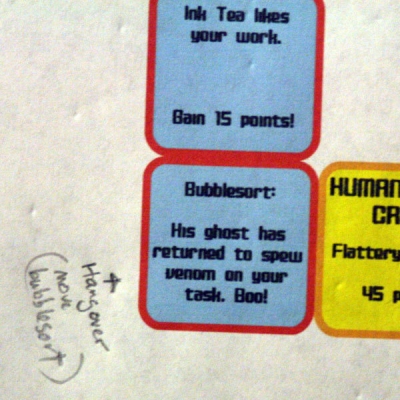 Ink Tea likes
your work.
Gain 15 points!
Bubblesort:
His ghost has
returned to spew
venom on your
task. Boo!
HUMAN
CR
Flattery
45 p
+
Hangover
(move
bubblesort)